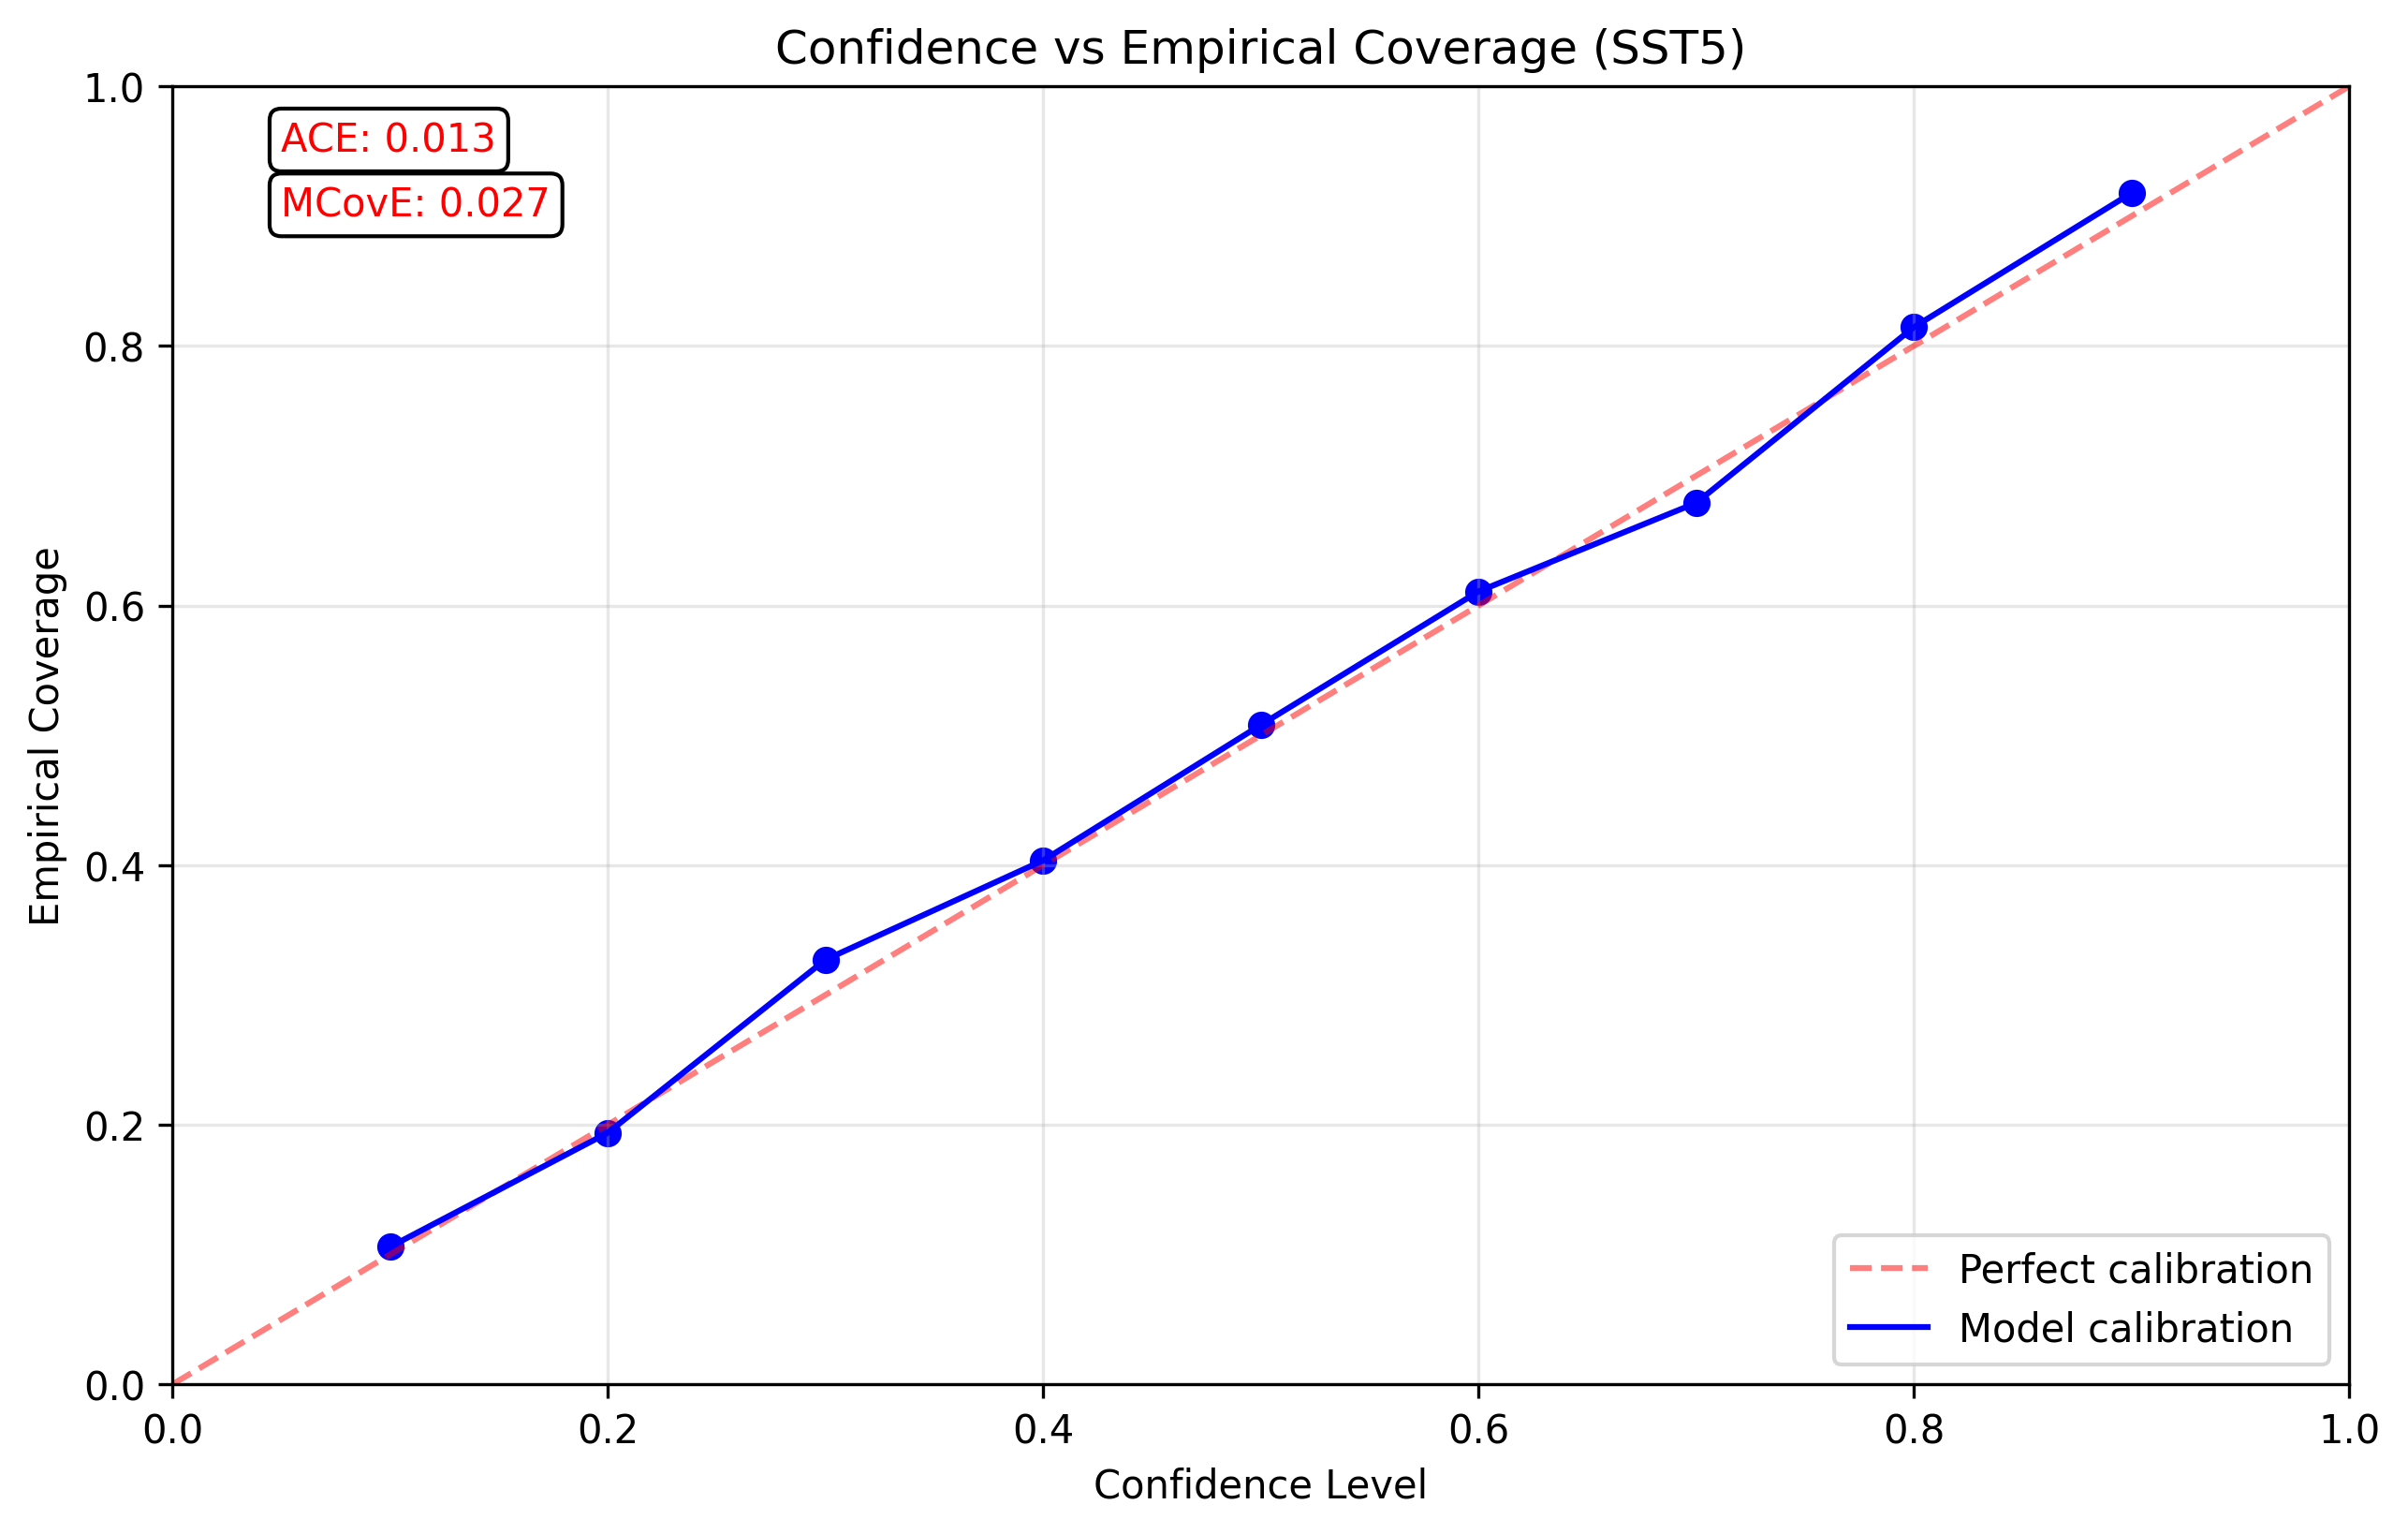 Confidence vs Empirical Coverage (SST5)
ACE: 0.013
MCovE: 0.027
1.0
0.8
0.6
0.4
0.2
0.0
Empirical Coverage
0.0 0.2 0.4 0.6 0.8 1.0
Confidence Level
Perfect calibration
Model calibration